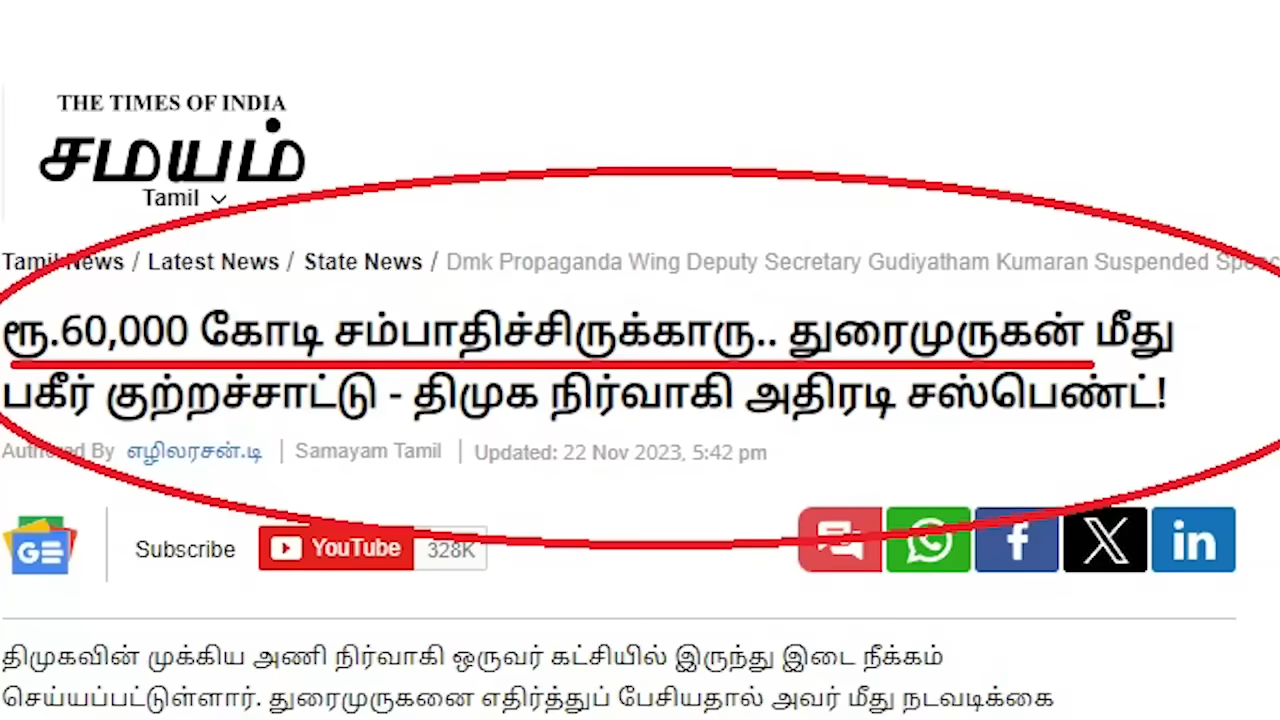 THE TIMES OF INDIA
சமயம்
Tamil
Tamil News / Latest News / State News / Dmk Propaganda Wing Deputy Secretary Gudiyatham Kumaran Suspended
ரூ.60,000 கோடி சம்பாதிச்சிருக்காரு.. துரைமுருகன் மீது
பகீர் குற்றச்சாட்டு - திமுக நிர்வாகி அதிரடி சஸ்பெண்ட்!
Authored By எழிலரசன்.டி | Samayam Tamil | Updated: 22 Nov 2023, 5:42 pm
GE Subscribe YouTube 328K
திமுகவின் முக்கிய அணி நிர்வாகி ஒருவர் கட்சியில் இருந்து இடை நீக்கம்
செய்யப்பட்டுள்ளார். துரைமுருகனை எதிர்த்துப் பேசியதால் அவர் மீது நடவடிக்கை